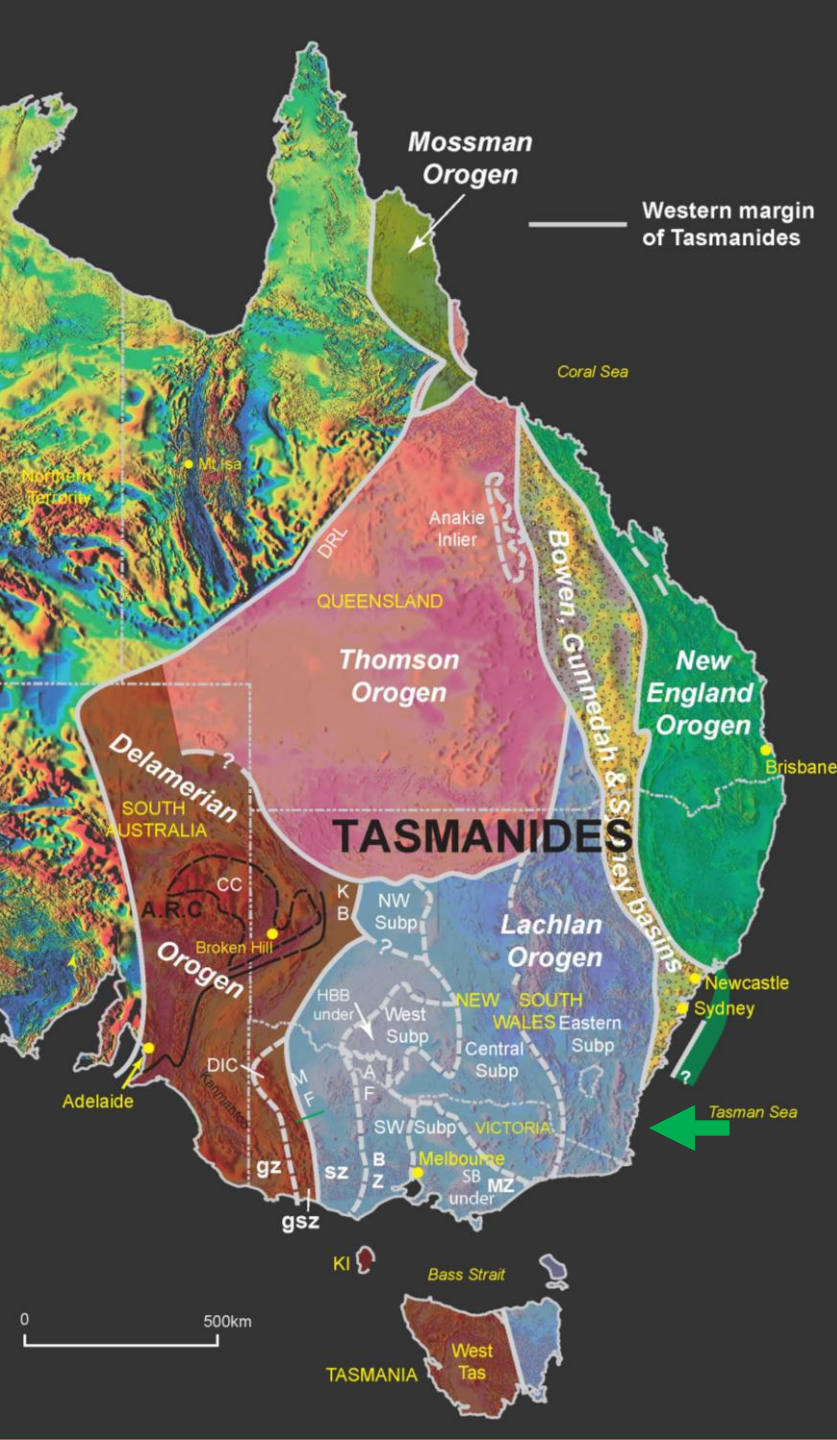 Mossman
Orogen
Western margin
of Tasmanides
Coral Sea
Mt Isa
Northern
Terrority
Anakie
Inlier
DRL
QUEENSLAND
Bowen, Gunnedah & Sydney basins
Thomson
Orogen
New
England
Orogen
Brisbane
Delamerian
Orogen
?
SOUTH
AUSTRALIA
TASMANIDES
CC
A.R.C
Broken Hill
K
B
NW
Subp
?
Lachlan
Orogen
Newcastle
Sydney
HBB
under
West
Subp
NEW SOUTH
WALES
Eastern
Subp
Central
Subp
DIC
A
F
M
F
?
Adelaide
Kanmantoo
Tasman Sea
SW Subp
VICTORIA
gz
gsz
sz
B
Z
Melbourne
SB
under
MZ
KI
Bass Strait
0
500km
West
Tas
TASMANIA